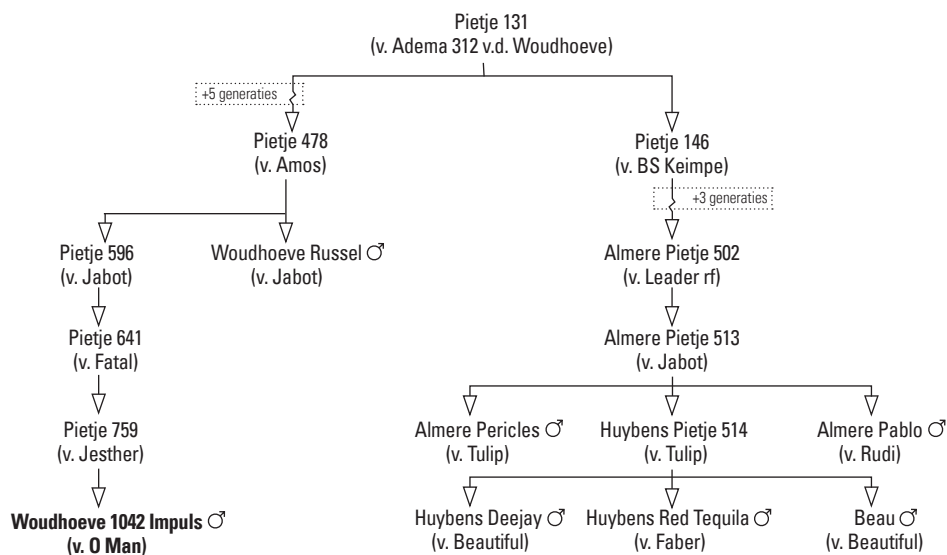 Pietje 131
(v. Adema 312 v.d. Woudhoeve)
+5 generaties
Pietje 478
(v. Amos)
Pietje 146
(v. BS Keimpe)
+3 generaties
Pietje 596
(v. Jabot)
Woudhoeve Russel ♂
(v. Jabot)
Almere Pietje 502
(v. Leader rf)
Pietje 641
(v. Fatal)
Almere Pietje 513
(v. Jabot)
Pietje 759
(v. Jesther)
Almere Pericles ♂
(v. Tulip)
Huybens Pietje 514
(v. Tulip)
Almere Pablo ♂
(v. Rudi)
Woudhoeve 1042 Impuls ♂
(v. O Man)
Huybens Deejay ♂
(v. Beautiful)
Huybens Red Tequila ♂
(v. Faber)
Beau ♂
(v. Beautiful)